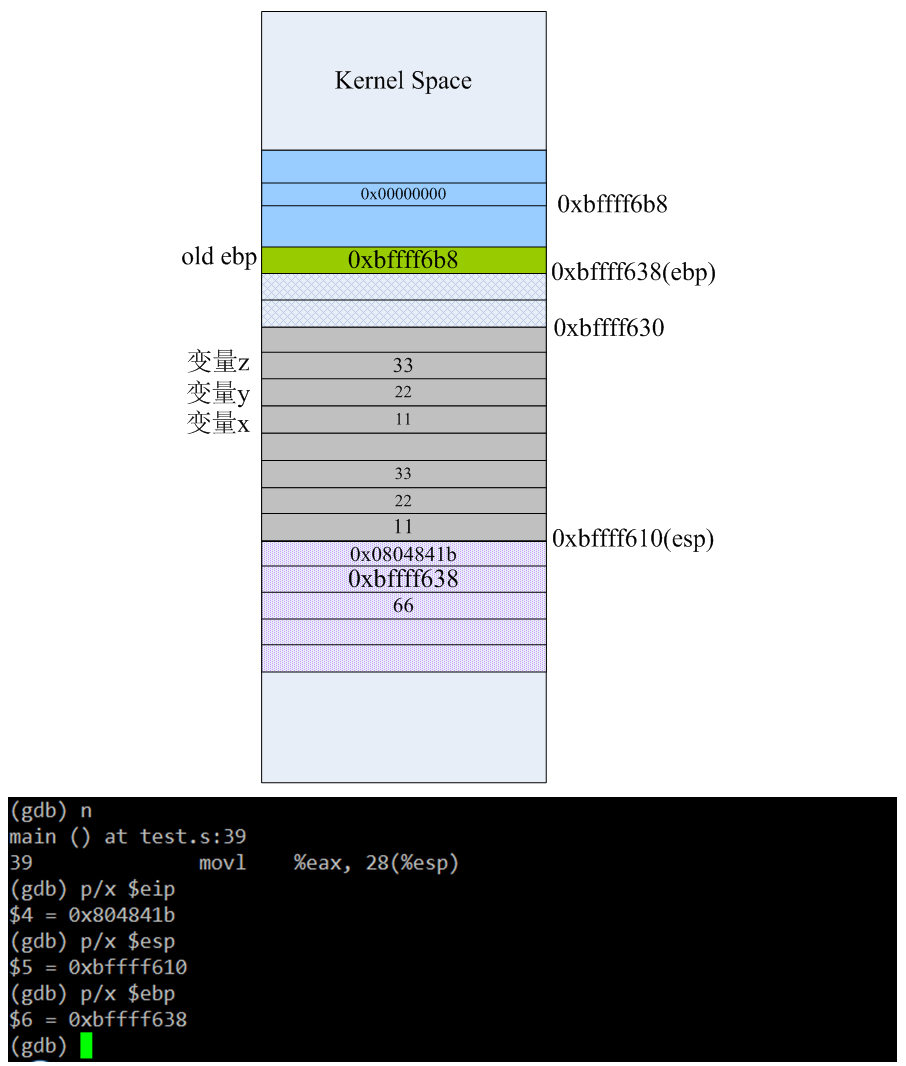 Kernel Space
0x00000000
0xbffff6b8
old ebp
0xbffff6b8
0xbffff638(ebp)
0xbffff630
变量z
33
变量y
22
变量x
11
33
22
11
0xbffff610(esp)
0x0804841b
0xbffff638
66
(gdb) n
main () at test.s:39
39 movl %eax, 28(%esp)
(gdb) p/x $eip
$4 = 0x804841b
(gdb) p/x $esp
$5 = 0xbffff610
(gdb) p/x $ebp
$6 = 0xbffff638
(gdb)